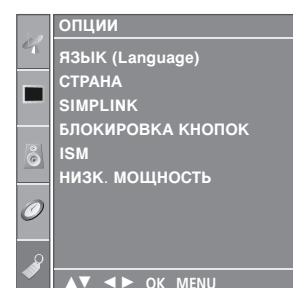 ОПЦИИ
ЯЗЫК (Language)
СТРАНА
SIMPLINK
БЛОКИРОВКА КНОПОК
ISM
НИЗК. МОЩНОСТЬ
▲▼ ◄► OK MENU